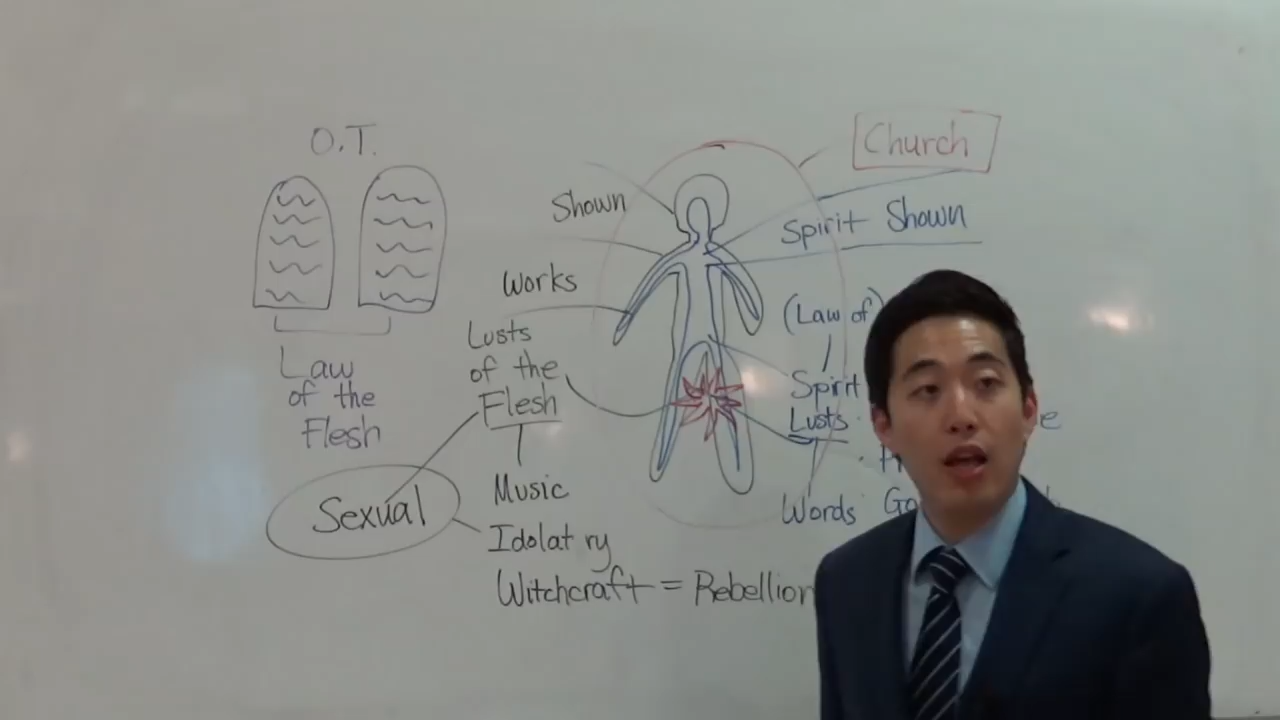 O.T.
Law
of the
Flesh
Church
Shown
Spirit Shown
Works
Lusts
of the
Flesh
(Law of)
Spirit
Lusts
Music
Sexual
Words
Idolatry
Witchcraft = Rebellion